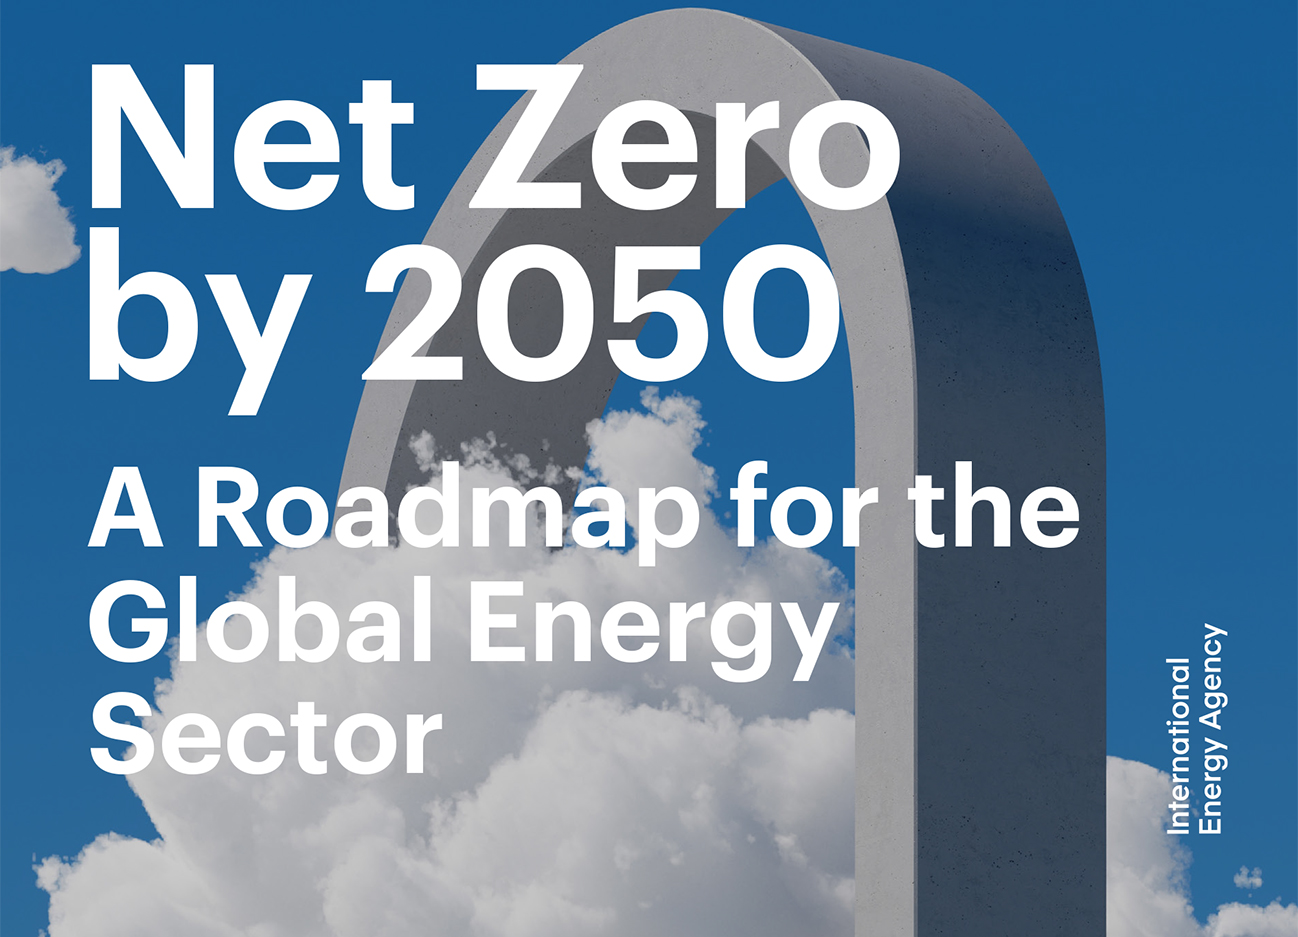 Net Zero
by 2050
A Roadmap for the
Global Energy
Sector
International
Energy Agency